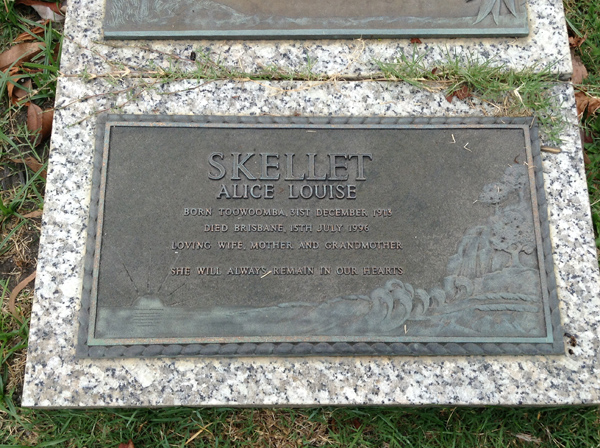 SKELLET
ALICE LOUISE
BORN TOOWOOMBA, 31ST DECEMBER 1913
DIED BRISBANE, 15TH JULY 1996
LOVING WIFE, MOTHER AND GRANDMOTHER
SHE WILL ALWAYS REMAIN IN OUR HEARTS